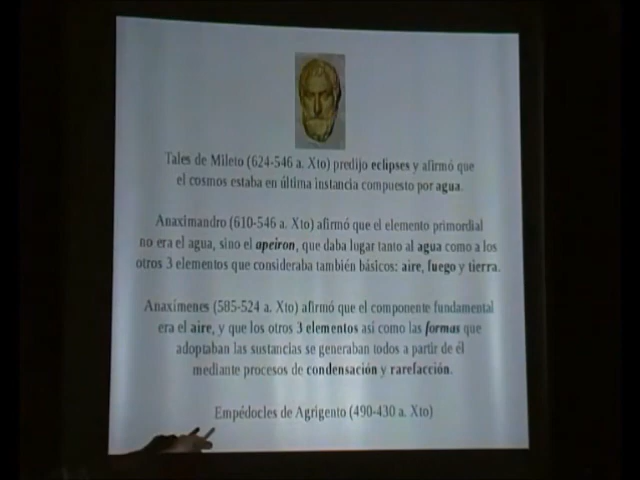 Tales de Mileto (624-546 a. Xto) predijo eclipses y afirmó que
el cosmos estaba en última instancia compuesto por agua.
Anaximandro (610-546 a. Xto) afirmó que el elemento primordial
no era el agua, sino el apeiron, que daba lugar tanto al agua como a los
otros 3 elementos que consideraba también básicos: aire, fuego y tierra.
Anaxímenes (585-524 a. Xto) afirmó que el componente fundamental
era el aire, y que los otros 3 elementos así como las formas que
adoptaban las sustancias se generaban todos a partir de él
mediante procesos de condensación y rarefacción.
Empédocles de Agrigento (490-430 a. Xto)